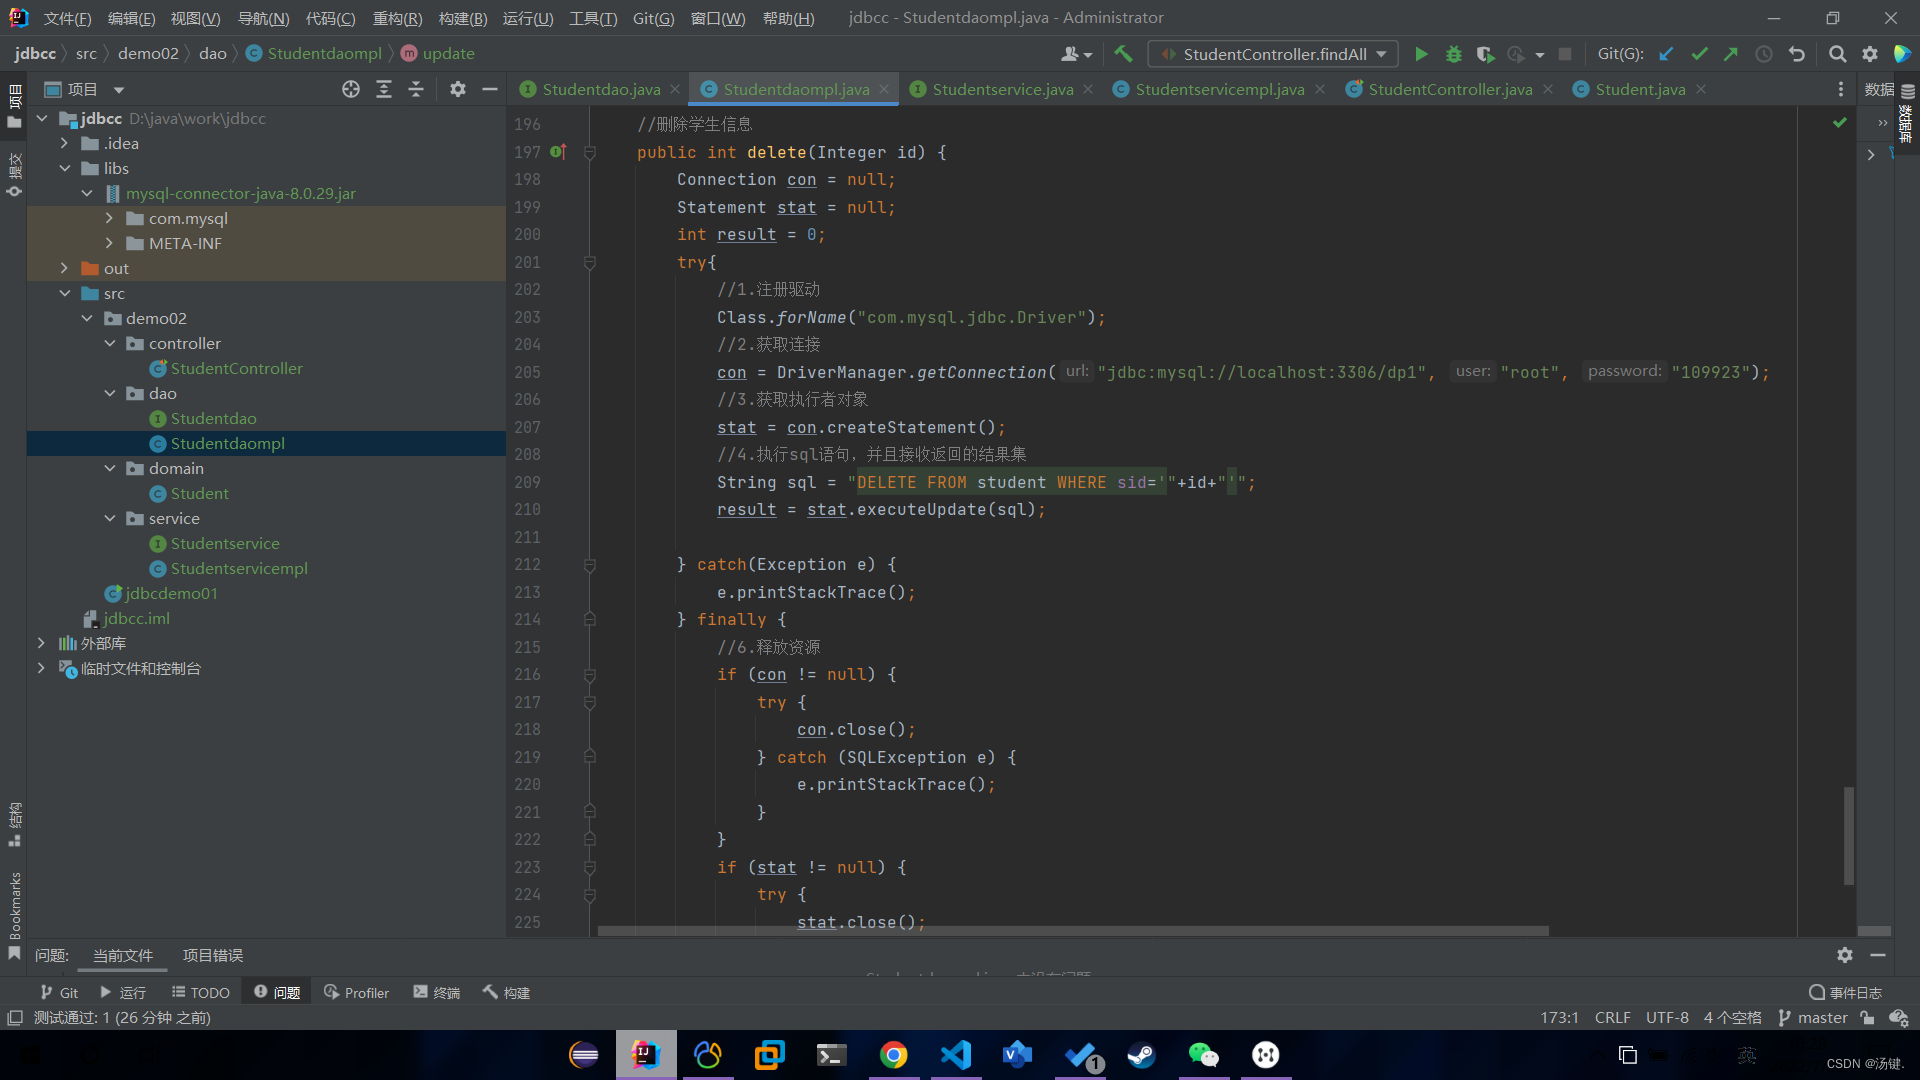 文件(F) 编辑(E) 视图(V) 导航(N) 代码(C) 重构(R) 构建(B) 运行(U) 工具(T) Git(G) 窗口(W) 帮助(H) jdbcc - Studentdaompl.java - Administrator
jdbcc src demo02 dao Studentdaompl update StudentController.findAll Git(G):
项目
Studentdao.java Studentdaompl.java Studentservice.java Studentservicempl.java StudentController.java Student.java
数据
数据库
项目
提交
结构
Bookmarks
jdbcc D:\java\work\jdbcc
.idea
libs
mysql-connector-java-8.0.29.jar
com.mysql
META-INF
out
src
demo02
controller
StudentController
dao
Studentdao
Studentdaompl
domain
Student
service
Studentservice
Studentservicempl
jdbcdemo01
jdbcc.iml
外部库
临时文件和控制台
196 //删除学生信息
197 public int delete(Integer id) {
198 Connection con = null;
199 Statement stat = null;
200 int result = 0;
201 try{
202 //1.注册驱动
203 Class.forName("com.mysql.jdbc.Driver");
204 //2.获取连接
205 con = DriverManager.getConnection( url: "jdbc:mysql://localhost:3306/dp1", user: "root", password: "109923");
206 //3.获取执行者对象
207 stat = con.createStatement();
208 //4.执行sql语句，并且接收返回的结果集
209 String sql = "DELETE FROM student WHERE sid='"+id+"'";
210 result = stat.executeUpdate(sql);
211
212 } catch(Exception e) {
213 e.printStackTrace();
214 } finally {
215 //6.释放资源
216 if (con != null) {
217 try {
218 con.close();
219 } catch (SQLException e) {
220 e.printStackTrace();
221 }
222 }
223 if (stat != null) {
224 try {
225 stat.close();
问题: 当前文件 项目错误
Git 运行 TODO 问题 Profiler 终端 构建 事件日志
测试通过: 1 (26 分钟 之前) 173:1 CRLF UTF-8 4 个空格 master
1
英
CSDN @汤键.